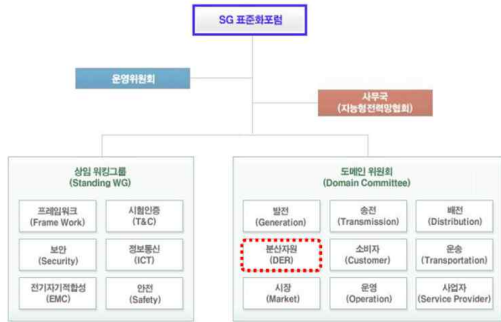 SG 표준화포럼
운영위원회
사무국
(지능형전력망협회)
상임 워킹그룹
(Standing WG)
프레임워크
(Frame Work)
시험인증
(T&C)
보안
(Security)
정보통신
(ICT)
전기자기적합성
(EMC)
안전
(Safety)
도메인 위원회
(Domain Committee)
발전
(Generation)
송전
(Transmission)
배전
(Distribution)
분산자원
(DER)
소비자
(Customer)
운송
(Transportation)
시장
(Market)
운영
(Operation)
사업자
(Service Provider)